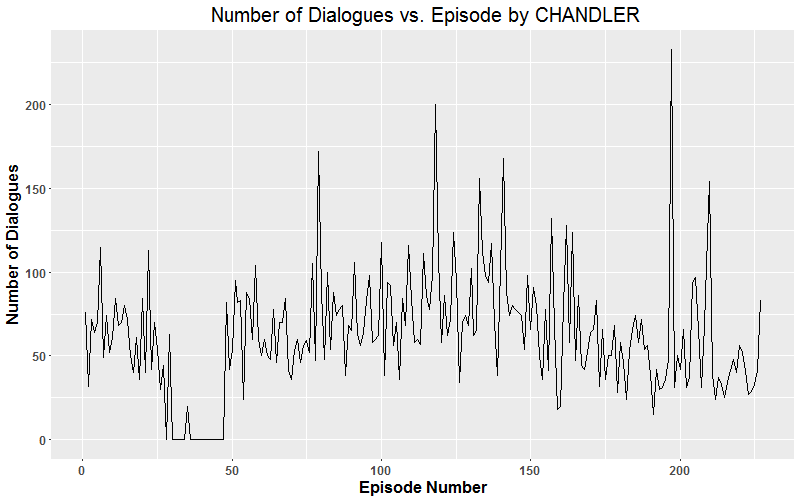 Number of Dialogues vs. Episode by CHANDLER
Number of Dialogues
200
150
100
50
0
0 50 100 150 200
Episode Number